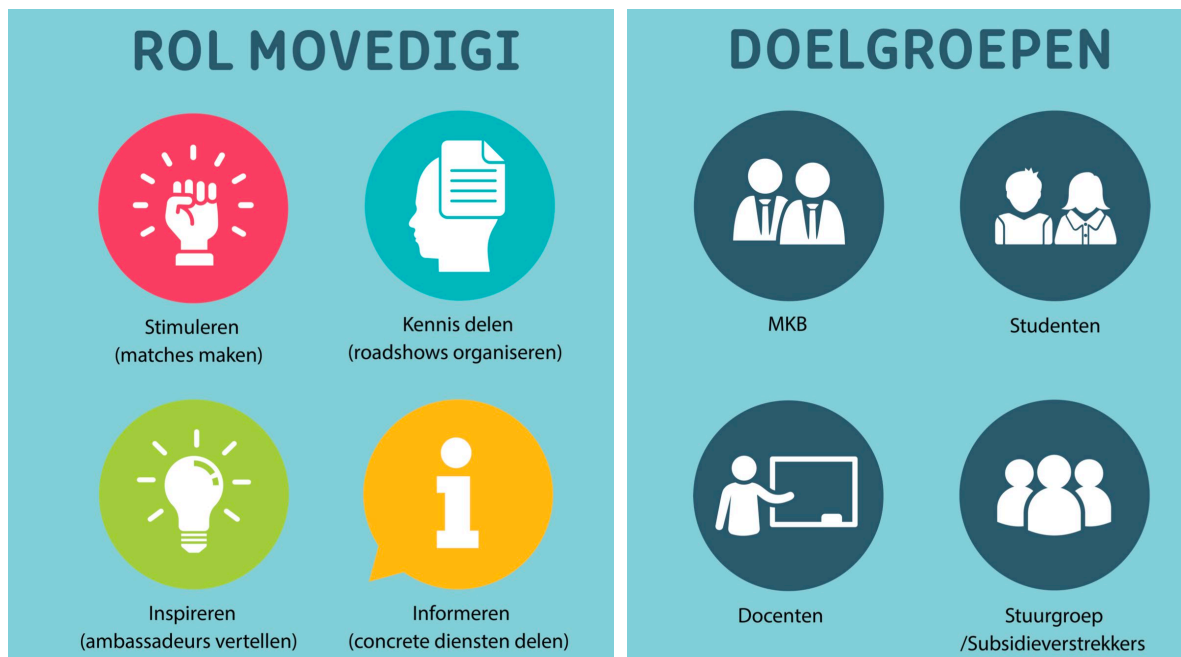 ROL MOVEDIGI
Stimuleren
(matches maken)
Kennis delen
(roadshows organiseren)
Inspireren
(ambassadeurs vertellen)
Informeren
(concrete diensten delen)
DOELGROEPEN
MKB
Studenten
Docenten
Stuurgroep
/Subsidieverstrekkers